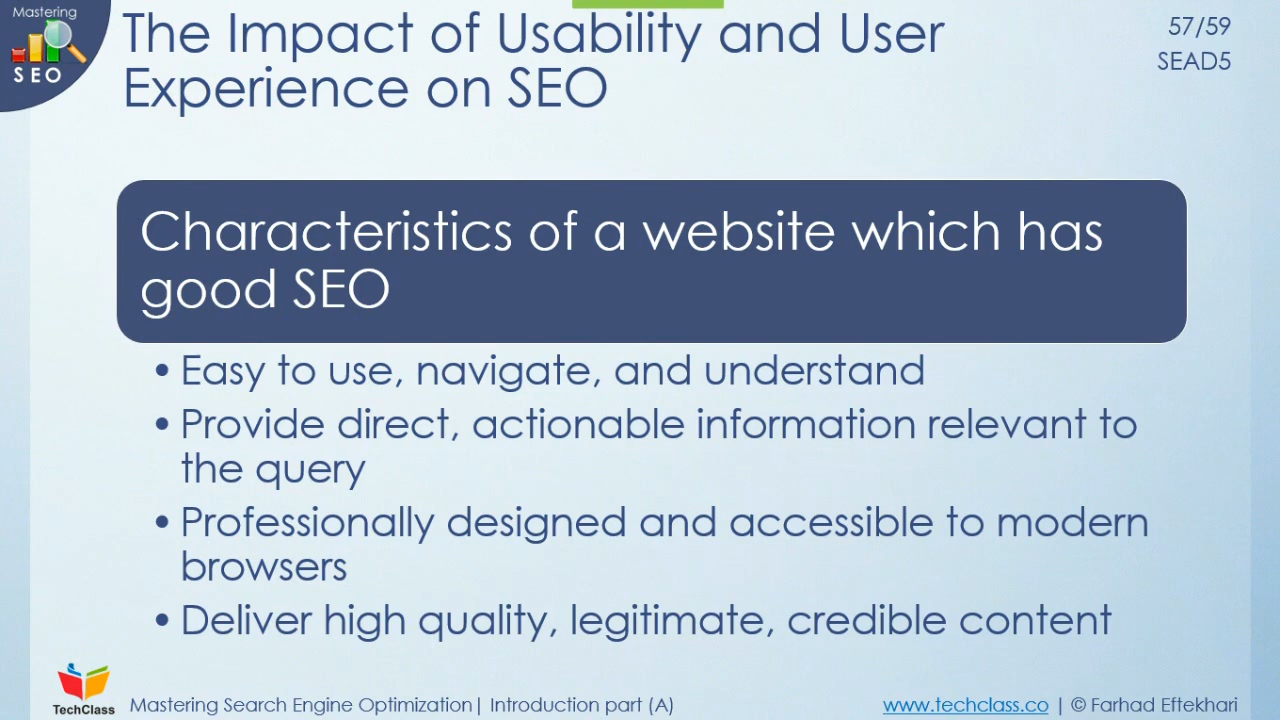 Mastering
SEO
The Impact of Usability and User
Experience on SEO
57/59
SEAD5
Characteristics of a website which has
good SEO
• Easy to use, navigate, and understand
• Provide direct, actionable information relevant to
the query
• Professionally designed and accessible to modern
browsers
• Deliver high quality, legitimate, credible content
TechClass
Mastering Search Engine Optimization| Introduction part (A)
www.techclass.co | © Farhad Eftekhari